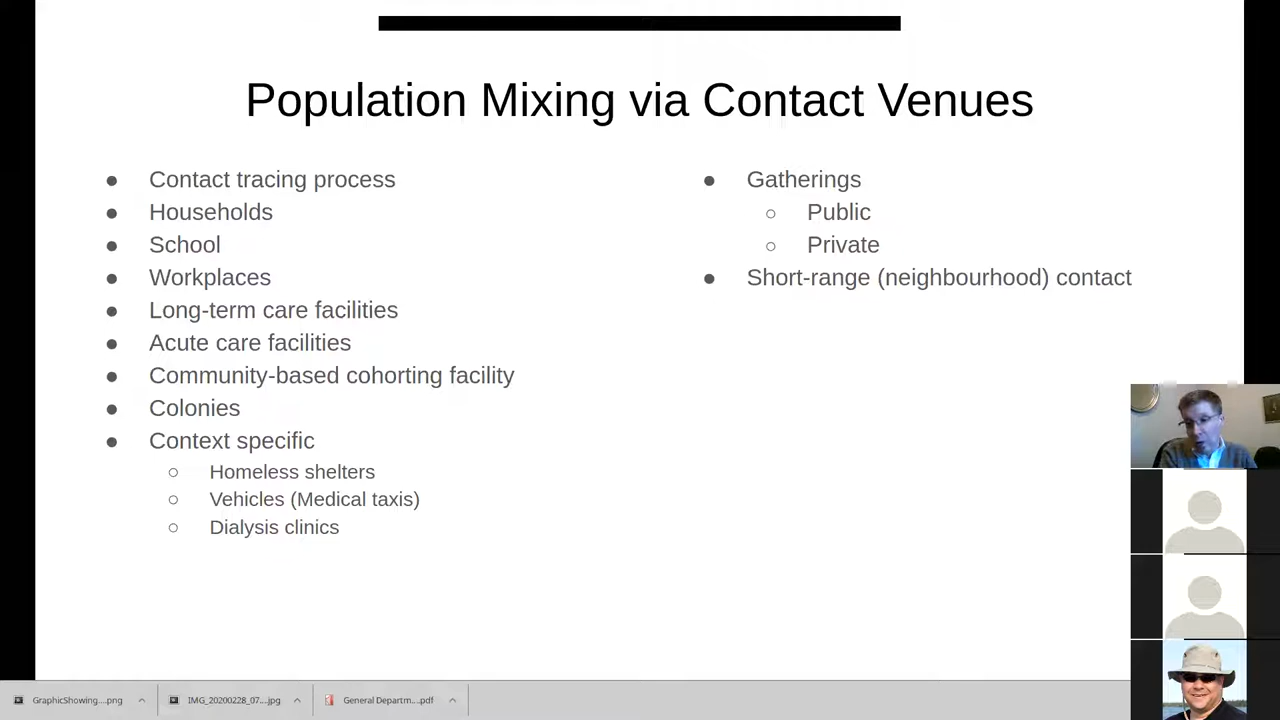 Population Mixing via Contact Venues
● Contact tracing process
● Households
● School
● Workplaces
● Long-term care facilities
● Acute care facilities
● Community-based cohorting facility
● Colonies
● Context specific
○ Homeless shelters
○ Vehicles (Medical taxis)
○ Dialysis clinics
● Gatherings
○ Public
○ Private
● Short-range (neighbourhood) contact
GraphicShowing....png
IMG_20200228_07...jpg
General Departm....pdf